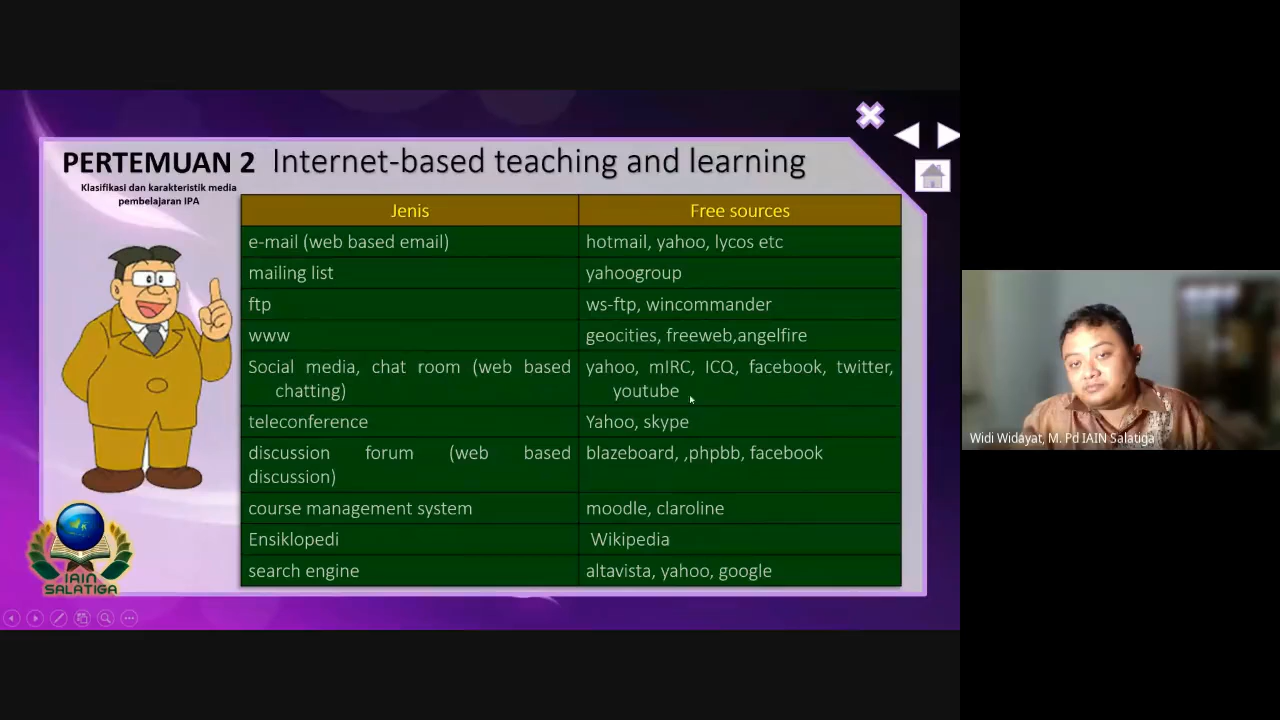 PERTEMUAN 2 Internet-based teaching and learning
Klasifikasi dan karakteristik media
pembelajaran IPA
Jenis Free sources
e-mail (web based email) hotmail, yahoo, lycos etc
mailing list yahoogroup
ftp ws-ftp, wincommander
www geocities, freeweb,angelfire
Social media, chat room (web based yahoo, mIRC, ICQ, facebook, twitter,
chatting) youtube
teleconference Yahoo, skype
discussion forum (web based blazeboard, ,phpbb, facebook
discussion)
course management system moodle, claroline
Ensiklopedi Wikipedia
search engine altavista, yahoo, google
IAIN
SALATIGA
Widi Widayat, M. Pd IAIN Salatiga